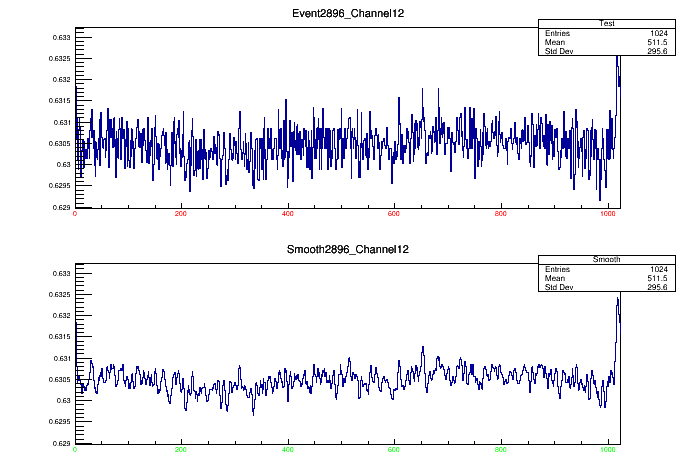 Event2896_Channel12
Test
Entries 1024
Mean 511.5
Std Dev 295.6
0.633
0.6325
0.632
0.6315
0.631
0.6305
0.63
0.6295
0.629
0 200 400 600 800 1000
Smooth2896_Channel12
Smooth
Entries 1024
Mean 511.5
Std Dev 295.6
0.633
0.6325
0.632
0.6315
0.631
0.6305
0.63
0.6295
0.629
0 200 400 600 800 1000